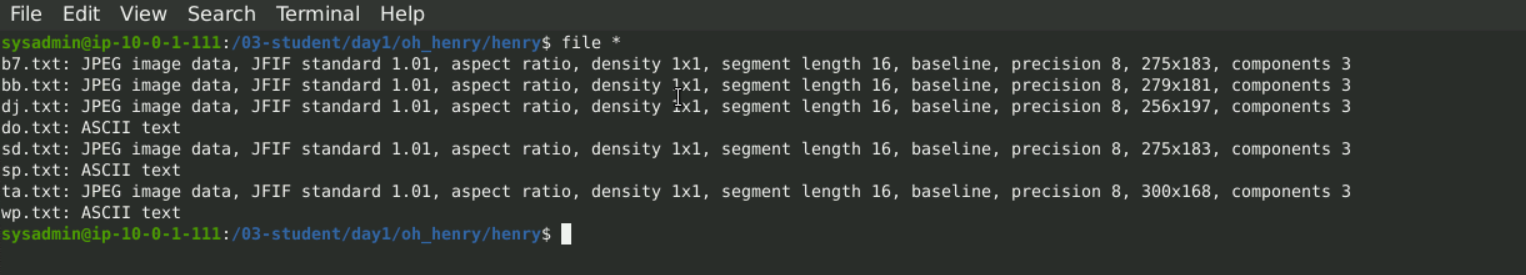 File Edit View Search Terminal Help
sysadmin@ip-10-0-1-111:/03-student/day1/oh_henry/henry$ file *
b7.txt: JPEG image data, JFIF standard 1.01, aspect ratio, density 1x1, segment length 16, baseline, precision 8, 275x183, components 3
bb.txt: JPEG image data, JFIF standard 1.01, aspect ratio, density 1x1, segment length 16, baseline, precision 8, 279x181, components 3
dj.txt: JPEG image data, JFIF standard 1.01, aspect ratio, density 1x1, segment length 16, baseline, precision 8, 256x197, components 3
do.txt: ASCII text
sd.txt: JPEG image data, JFIF standard 1.01, aspect ratio, density 1x1, segment length 16, baseline, precision 8, 275x183, components 3
sp.txt: ASCII text
ta.txt: JPEG image data, JFIF standard 1.01, aspect ratio, density 1x1, segment length 16, baseline, precision 8, 300x168, components 3
wp.txt: ASCII text
sysadmin@ip-10-0-1-111:/03-student/day1/oh_henry/henry$